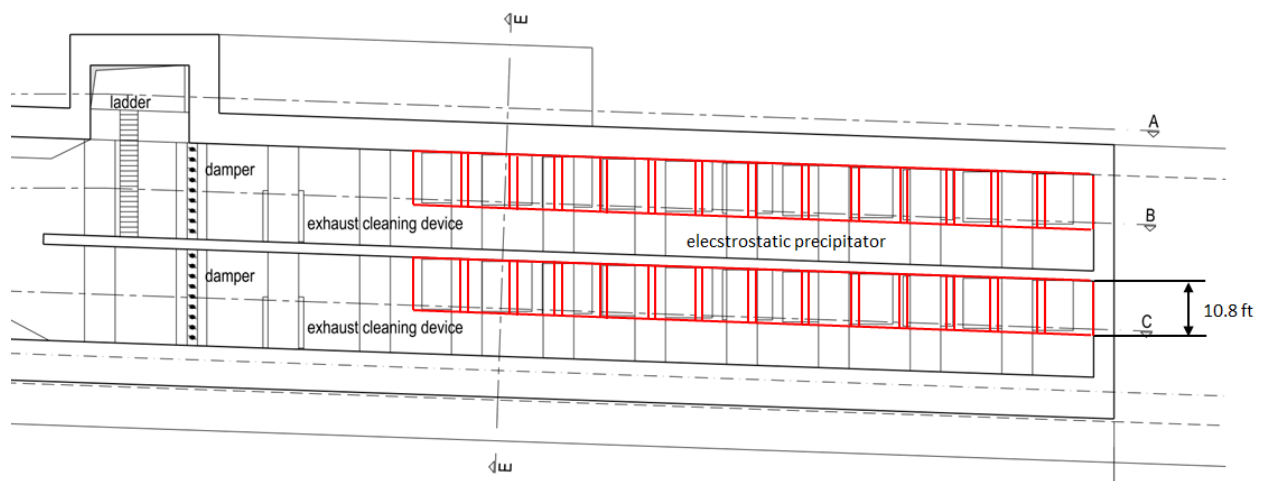 E
ladder
A
damper
B
exhaust cleaning device
elecstrostatic precipitator
damper
10.8 ft
exhaust cleaning device
C
E